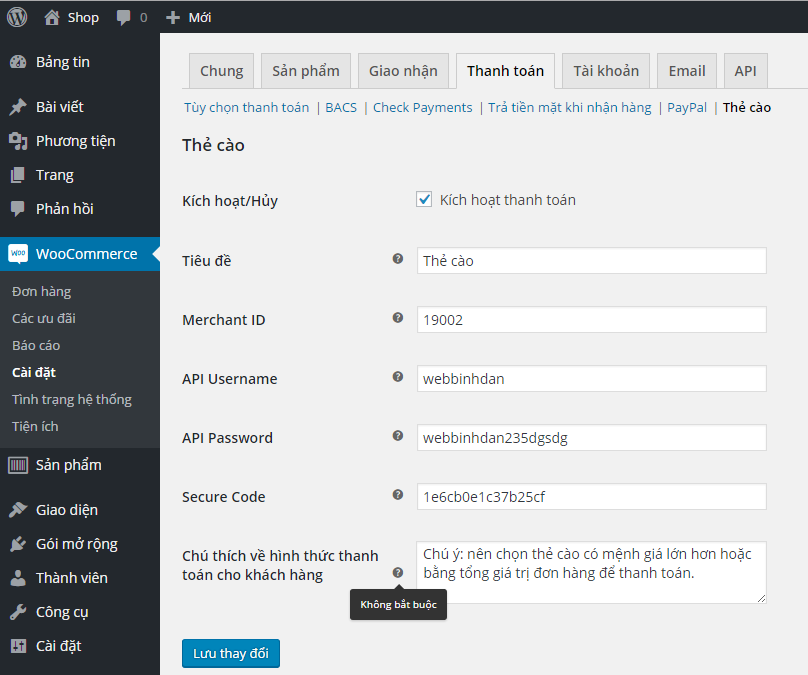 Shop 0 Mới
Bảng tin
Bài viết
Phương tiện
Trang
Phản hồi
woo WooCommerce
Đơn hàng
Các ưu đãi
Báo cáo
Cài đặt
Tình trạng hệ thống
Tiện ích
Sản phẩm
Giao diện
Gói mở rộng
Thành viên
Công cụ
Cài đặt
Chung Sản phẩm Giao nhận Thanh toán Tài khoản Email API
Tùy chọn thanh toán | BACS | Check Payments | Trả tiền mặt khi nhận hàng | PayPal | Thẻ cào
Thẻ cào
Kích hoạt/Hủy Kích hoạt thanh toán
Tiêu đề ? Thẻ cào
Merchant ID ? 19002
API Username ? webbinhdan
API Password ? webbinhdan235dgsdg
Secure Code ? 1e6cb0e1c37b25cf
Chú thích về hình thức thanh
toán cho khách hàng ?
Chú ý: nên chọn thẻ cào có mệnh giá lớn hơn hoặc
bằng tổng giá trị đơn hàng để thanh toán.
Không bắt buộc
Lưu thay đổi